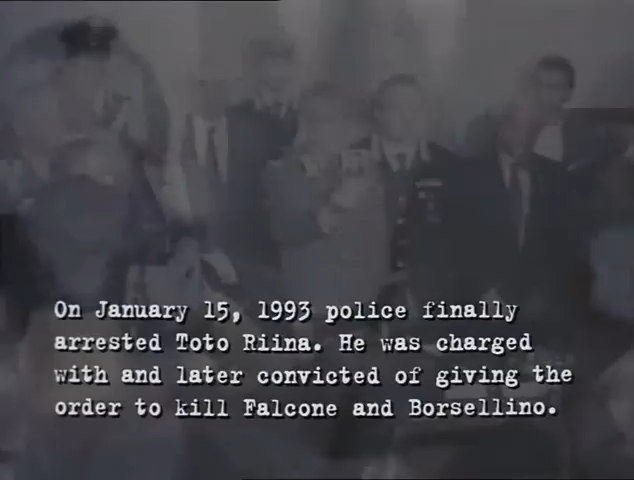 On January 15, 1993 police finally
arrested Toto Riina. He was charged
with and later convicted of giving the
order to kill Falcone and Borsellino.